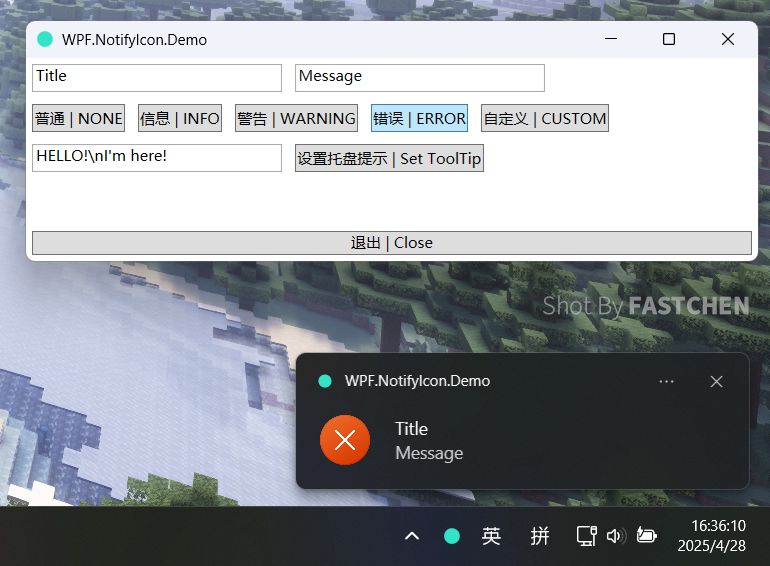 WPF.NotifyIcon.Demo
Title
Message
普通 | NONE
信息 | INFO
警告 | WARNING
错误 | ERROR
自定义 | CUSTOM
HELLO!\nI'm here!
设置托盘提示 | Set ToolTip
退出 | Close
Shot By FASTCHEN
WPF.NotifyIcon.Demo
Title
Message
英
拼
16:36:10
2025/4/28